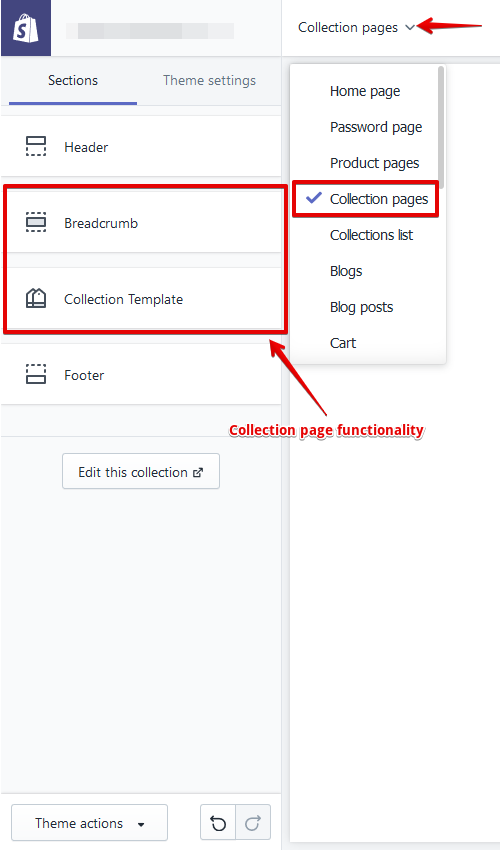 Collection pages
Sections
Theme settings
Home page
Password page
Product pages
Collection pages
Collections list
Blogs
Blog posts
Cart
Header
Breadcrumb
Collection Template
Footer
Collection page functionality
Edit this collection
Theme actions